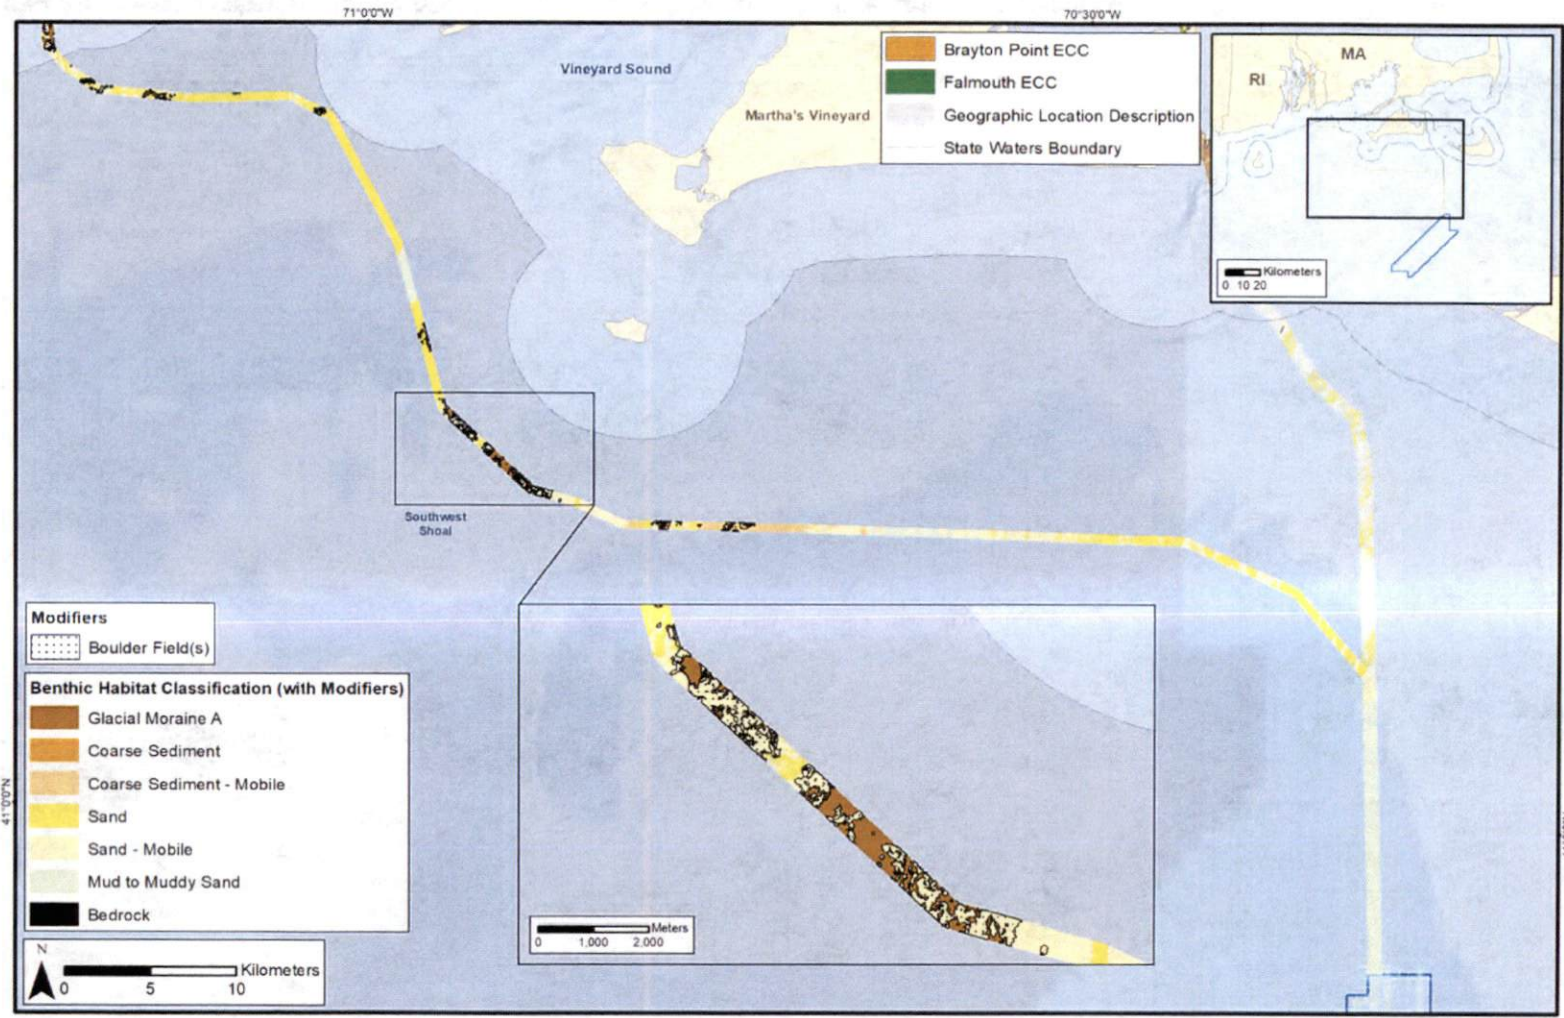 71°0'0"W
70°30'0"W
Vineyard Sound
Martha's Vineyard
Brayton Point ECC
Falmouth ECC
Geographic Location Description
State Waters Boundary
RI
MA
Kilometers
0 10 20
Southwest
Shoal
Modifiers
Boulder Field(s)
Benthic Habitat Classification (with Modifiers)
Glacial Moraine A
Coarse Sediment
Coarse Sediment - Mobile
Sand
Sand - Mobile
Mud to Muddy Sand
Bedrock
41°0'0"N
N
Kilometers
0 5 10
Meters
0 1,000 2,000